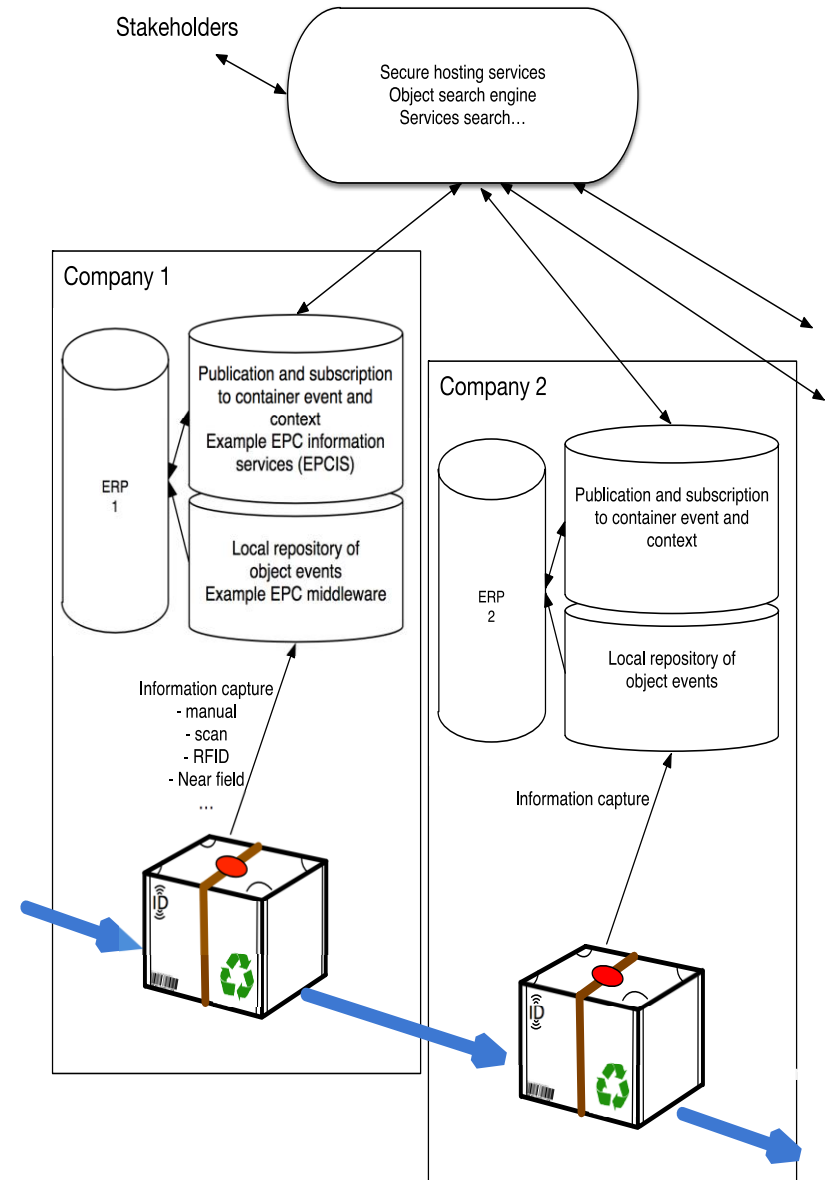 Stakeholders
Secure hosting services
Object search engine
Services search…
Company 1
Publication and subscription
to container event and
context
Example EPC information
services (EPCIS)
ERP
1
Local repository of
object events
Example EPC middleware
Information capture
- manual
- scan
- RFID
- Near field
…
ID
Company 2
Publication and subscription
to container event and
context
ERP
2
Local repository of
object events
Information capture
ID